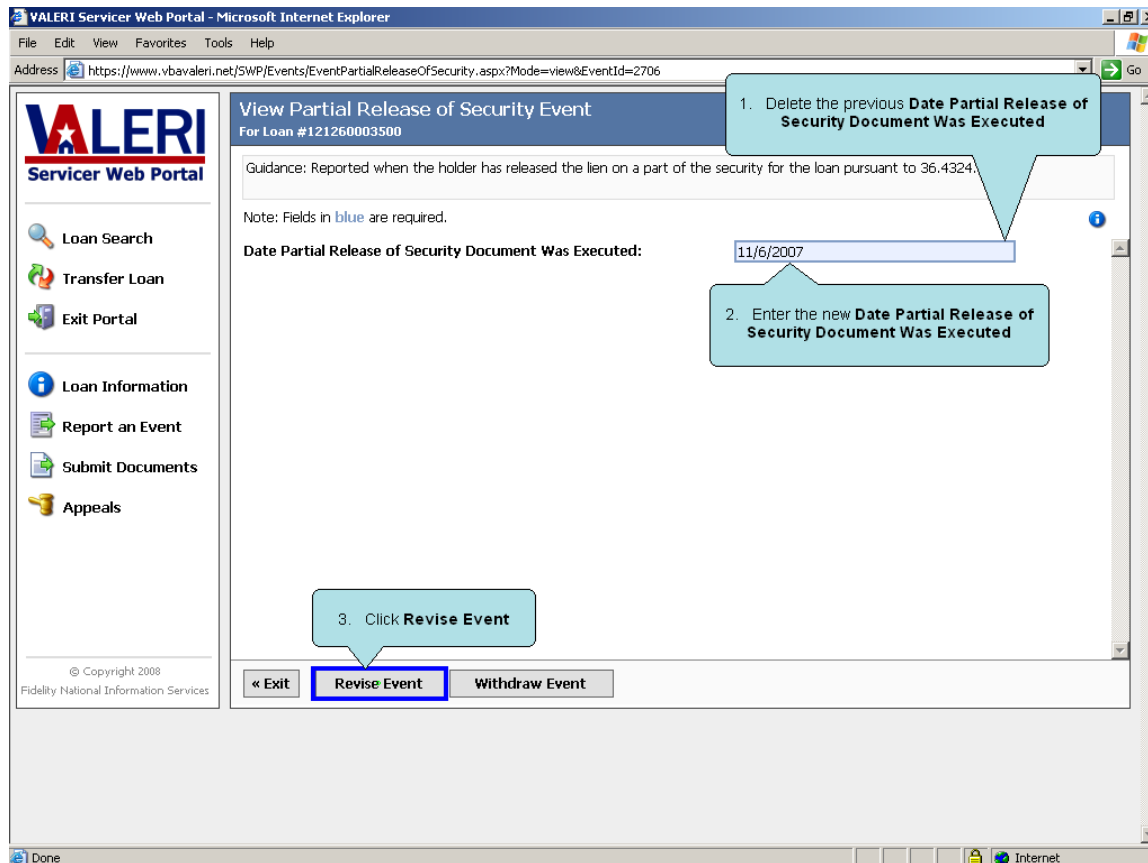 VALERI Servicer Web Portal - Microsoft Internet Explorer
File Edit View Favorites Tools Help
Address https://www.vbavaleri.net/SWP/Events/EventPartialReleaseOfSecurity.aspx?Mode=view&EventId=2706 Go
VALERI
Servicer Web Portal
Loan Search
Transfer Loan
Exit Portal
Loan Information
Report an Event
Submit Documents
Appeals
© Copyright 2008
Fidelity National Information Services
View Partial Release of Security Event
For Loan #121260003500
1. Delete the previous Date Partial Release of
Security Document Was Executed
Guidance: Reported when the holder has released the lien on a part of the security for the loan pursuant to 36.4324.
Note: Fields in blue are required.
Date Partial Release of Security Document Was Executed: 11/6/2007
2. Enter the new Date Partial Release of
Security Document Was Executed
3. Click Revise Event
« Exit Revise Event Withdraw Event
Done Internet